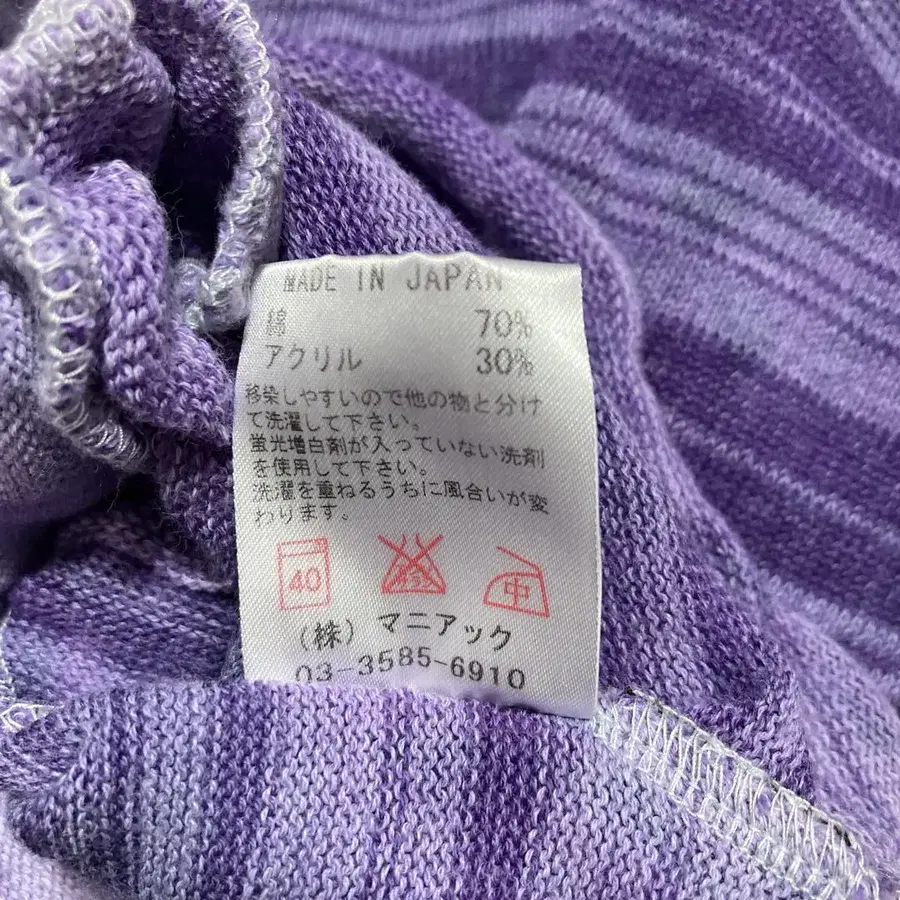 MADE IN JAPAN
綿 70%
アクリル 30%
移染しやすいので他の物と分け
て洗濯して下さい。
蛍光増白剤が入っていない洗剤
を使用して下さい。
洗濯を重ねるうちに風合いが変
わります。
40 中
(株) マニアック
03-3585-6910